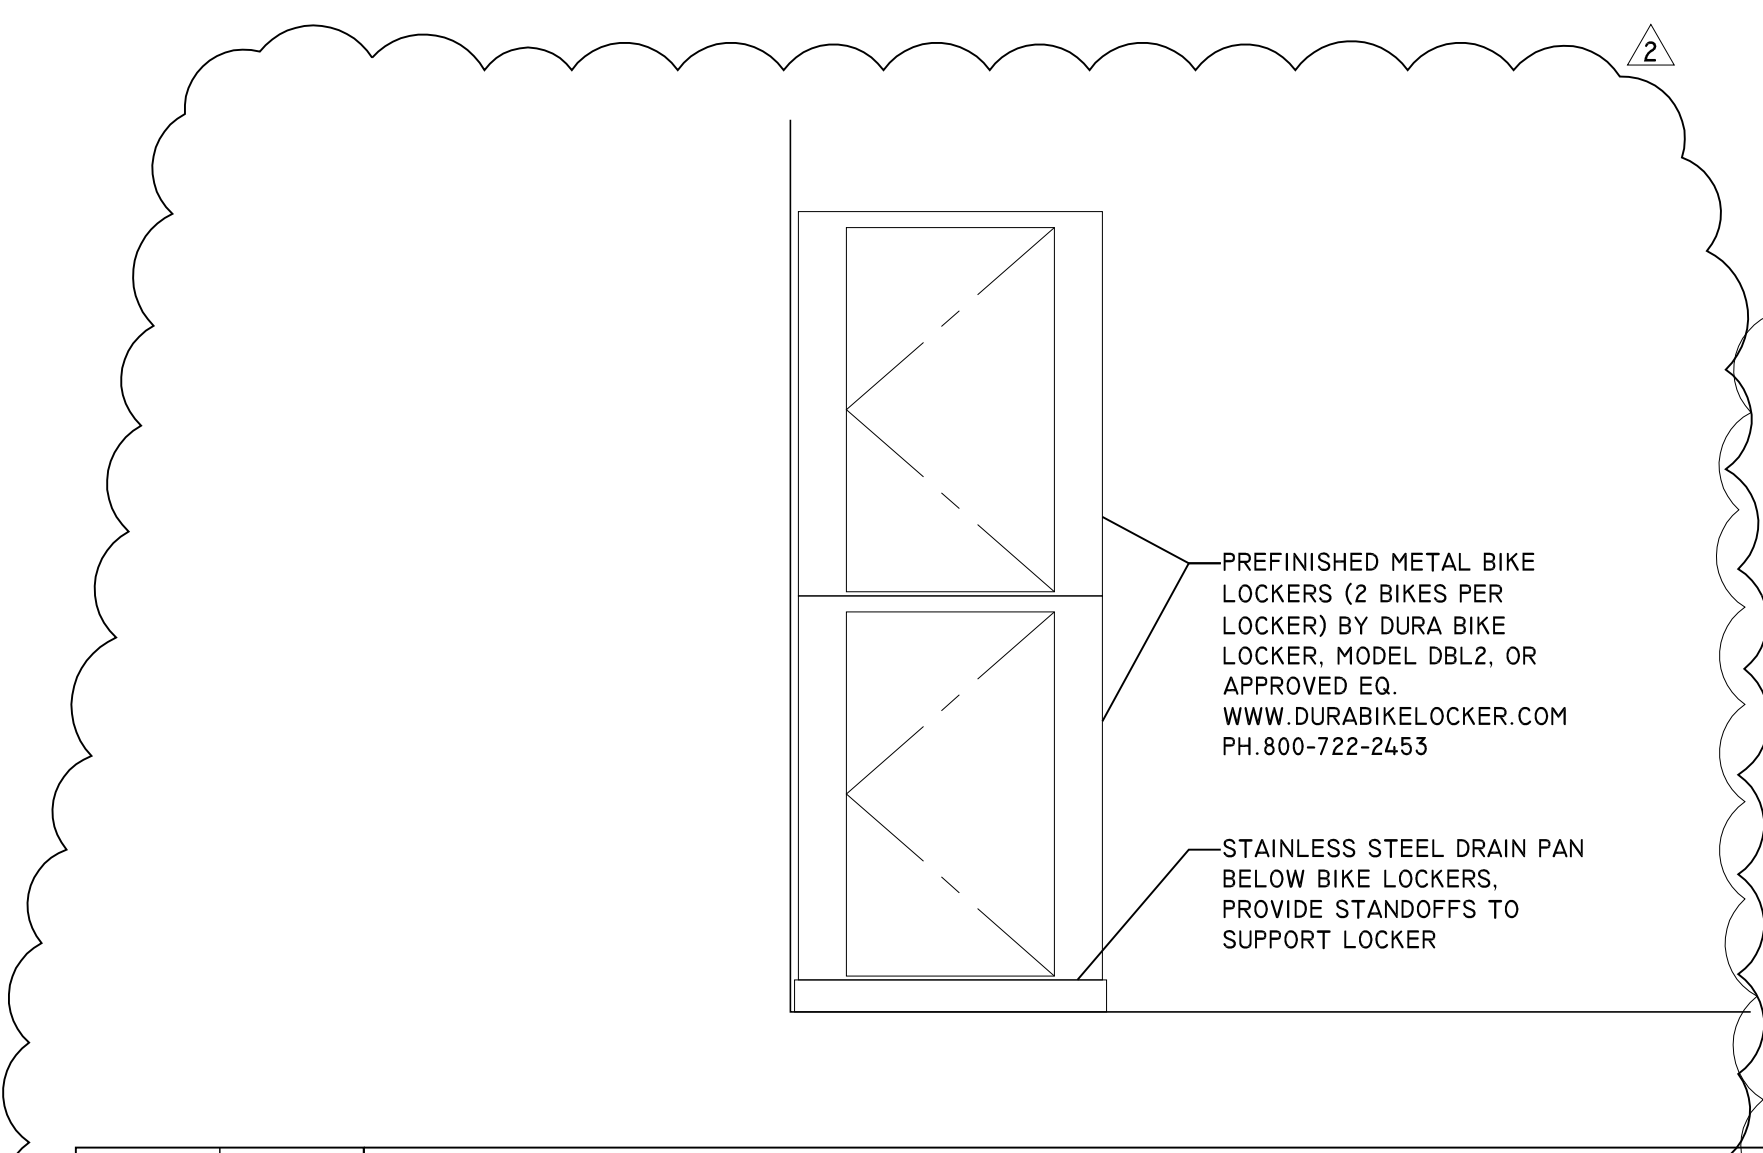 2
PREFINISHED METAL BIKE
LOCKERS (2 BIKES PER
LOCKER) BY DURA BIKE
LOCKER, MODEL DBL2, OR
APPROVED EQ.
WWW.DURABIKELOCKER.COM
PH.800-722-2453
STAINLESS STEEL DRAIN PAN
BELOW BIKE LOCKERS,
PROVIDE STANDOFFS TO
SUPPORT LOCKER